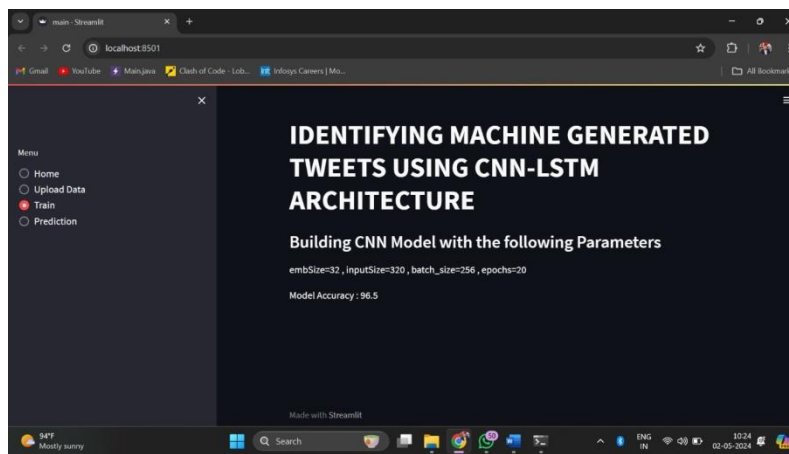 main - Streamlit
localhost:8501
Gmail YouTube Main.java Clash of Code - Lob... Infosys Careers | Mo...
All Bookmark
IDENTIFYING MACHINE GENERATED
TWEETS USING CNN-LSTM
ARCHITECTURE
Menu
Home
Upload Data
Train
Prediction
Building CNN Model with the following Parameters
embSize=32 , inputSize=320 , batch_size=256 , epochs=20
Model Accuracy : 96.5
Made with Streamlit
94°F
Mostly sunny
Search
ENG
IN
10:24
02-05-2024